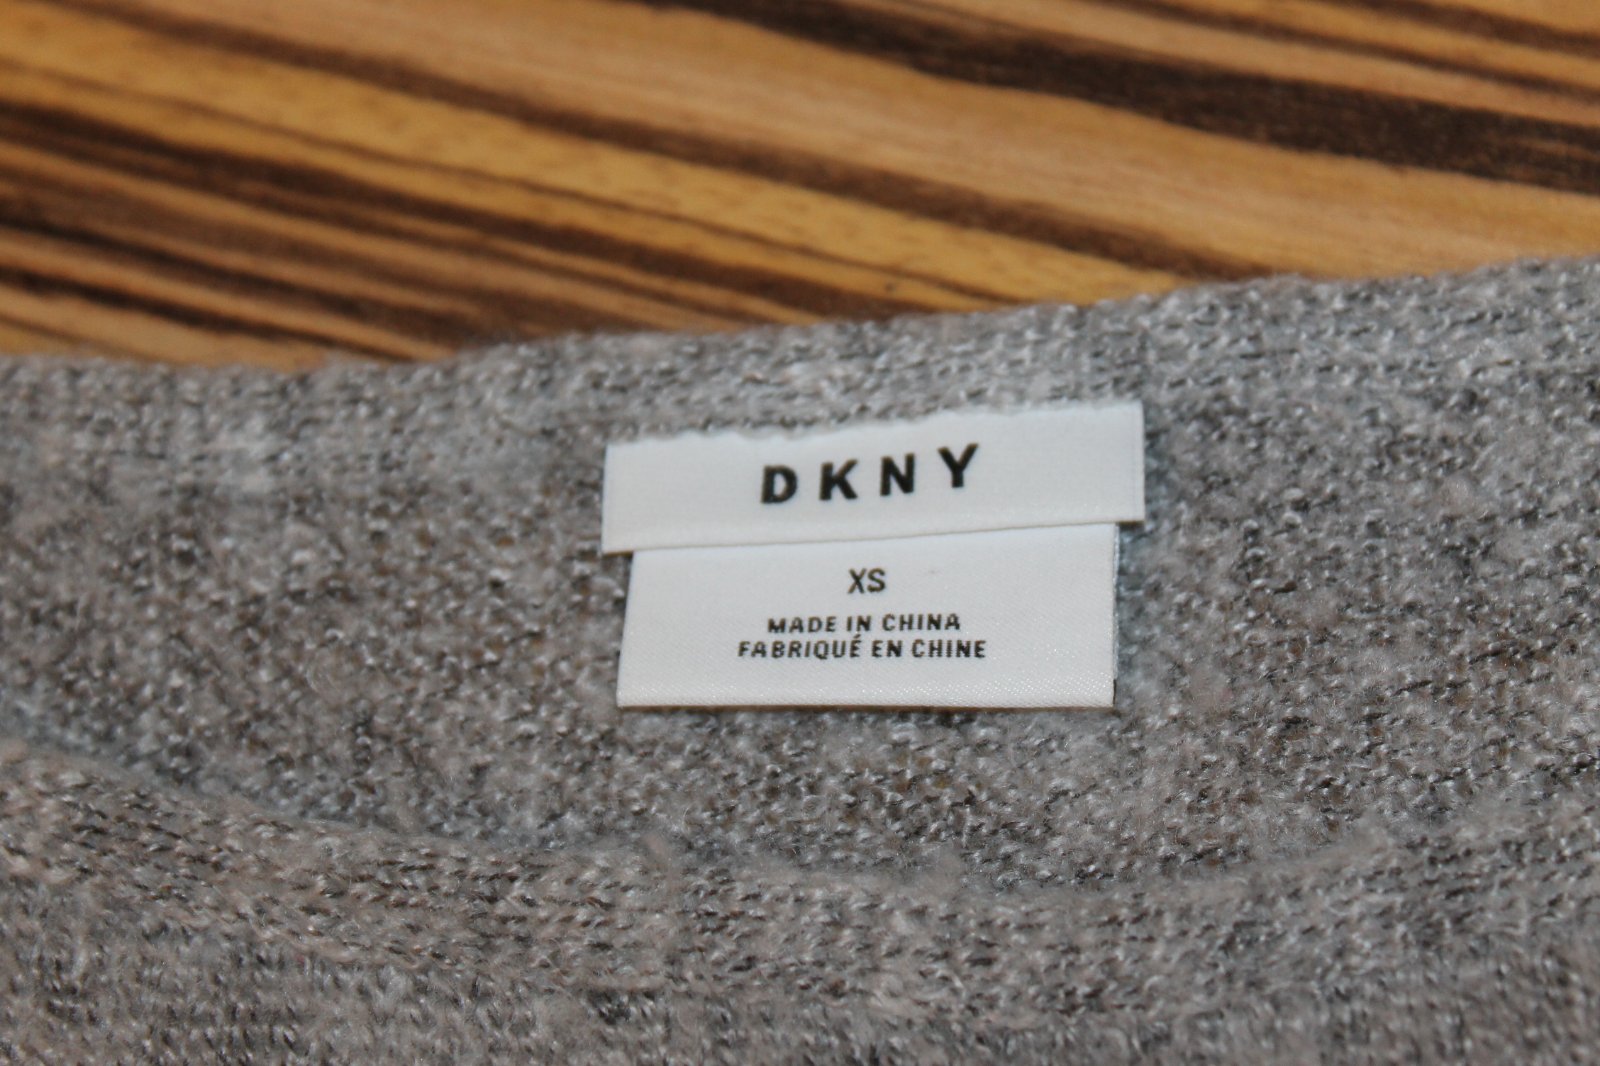 DKNY
XS
MADE IN CHINA
FABRIQUÉ EN CHINE